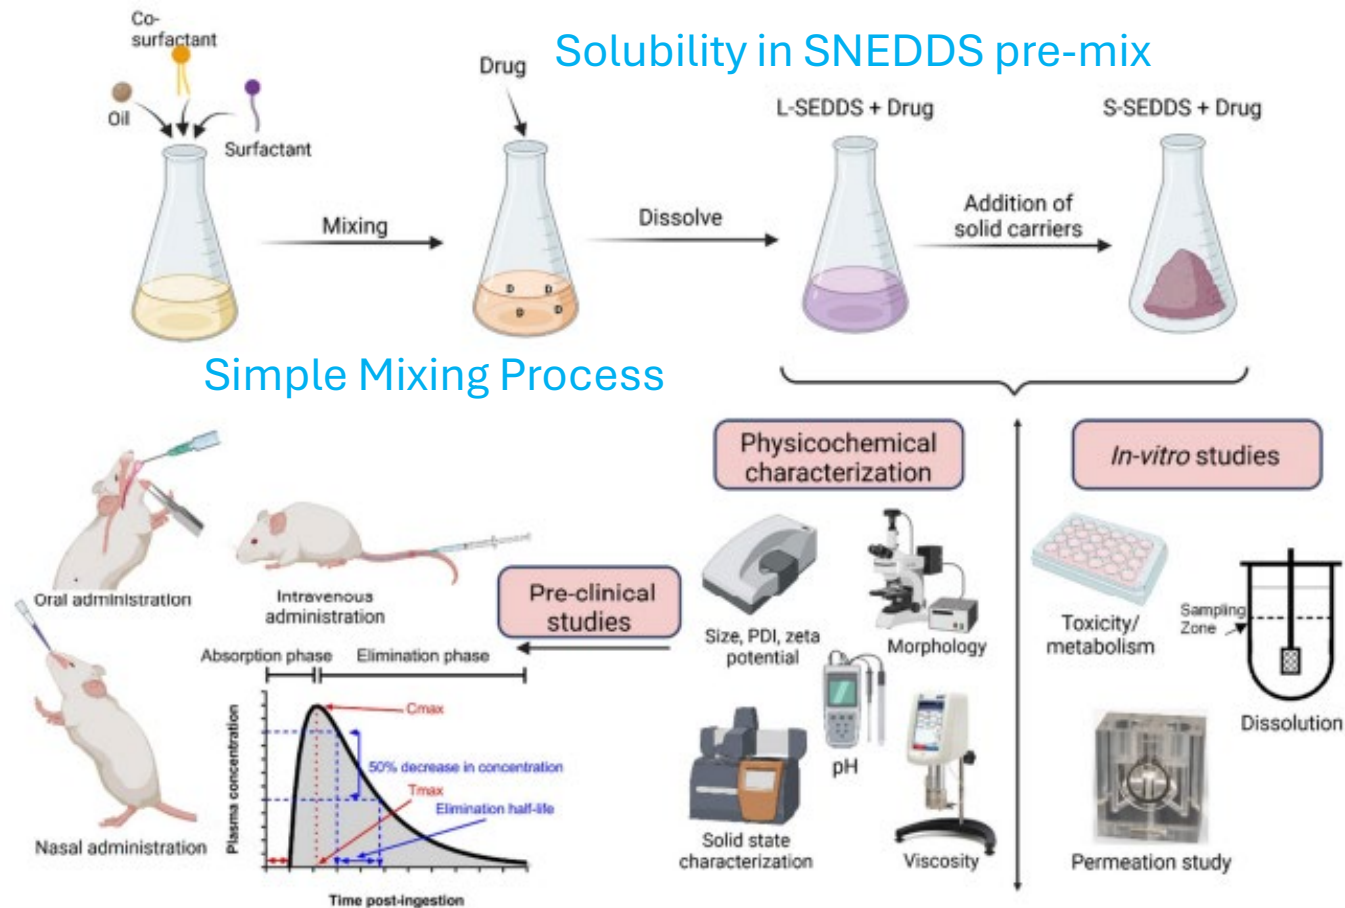 Co-
surfactant
Oil
Surfactant
Mixing
Drug
Solubility in SNEDDS pre-mix
Dissolve
L-SEDDS + Drug
Addition of
solid carriers
S-SEDDS + Drug
D
D
D
D
Simple Mixing Process
Physicochemical
characterization
In-vitro studies
Oral administration
Intravenous
administration
Pre-clinical
studies
Size, PDI, zeta
potential
Morphology
Toxicity/
metabolism
Sampling
Zone
Dissolution
Absorption phase
Elimination phase
Cmax
50% decrease in concentration
Tmax
Elimination half-life
Plasma concentration
Time post-ingestion
Nasal administration
pH
Solid state
characterization
Viscosity
Permeation study